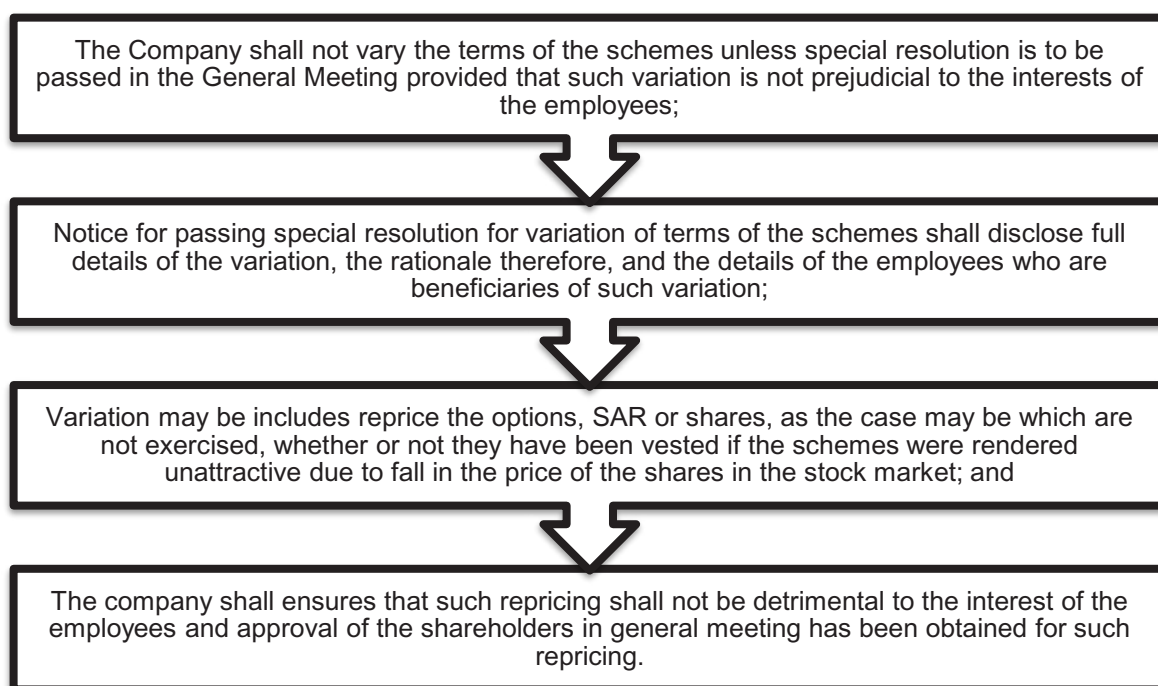 The Company shall not vary the terms of the schemes unless special resolution is to be
passed in the General Meeting provided that such variation is not prejudicial to the interests of
the employees;
Notice for passing special resolution for variation of terms of the schemes shall disclose full
details of the variation, the rationale therefore, and the details of the employees who are
beneficiaries of such variation;
Variation may be includes reprice the options, SAR or shares, as the case may be which are
not exercised, whether or not they have been vested if the schemes were rendered
unattractive due to fall in the price of the shares in the stock market; and
The company shall ensures that such repricing shall not be detrimental to the interest of the
employees and approval of the shareholders in general meeting has been obtained for such
repricing.